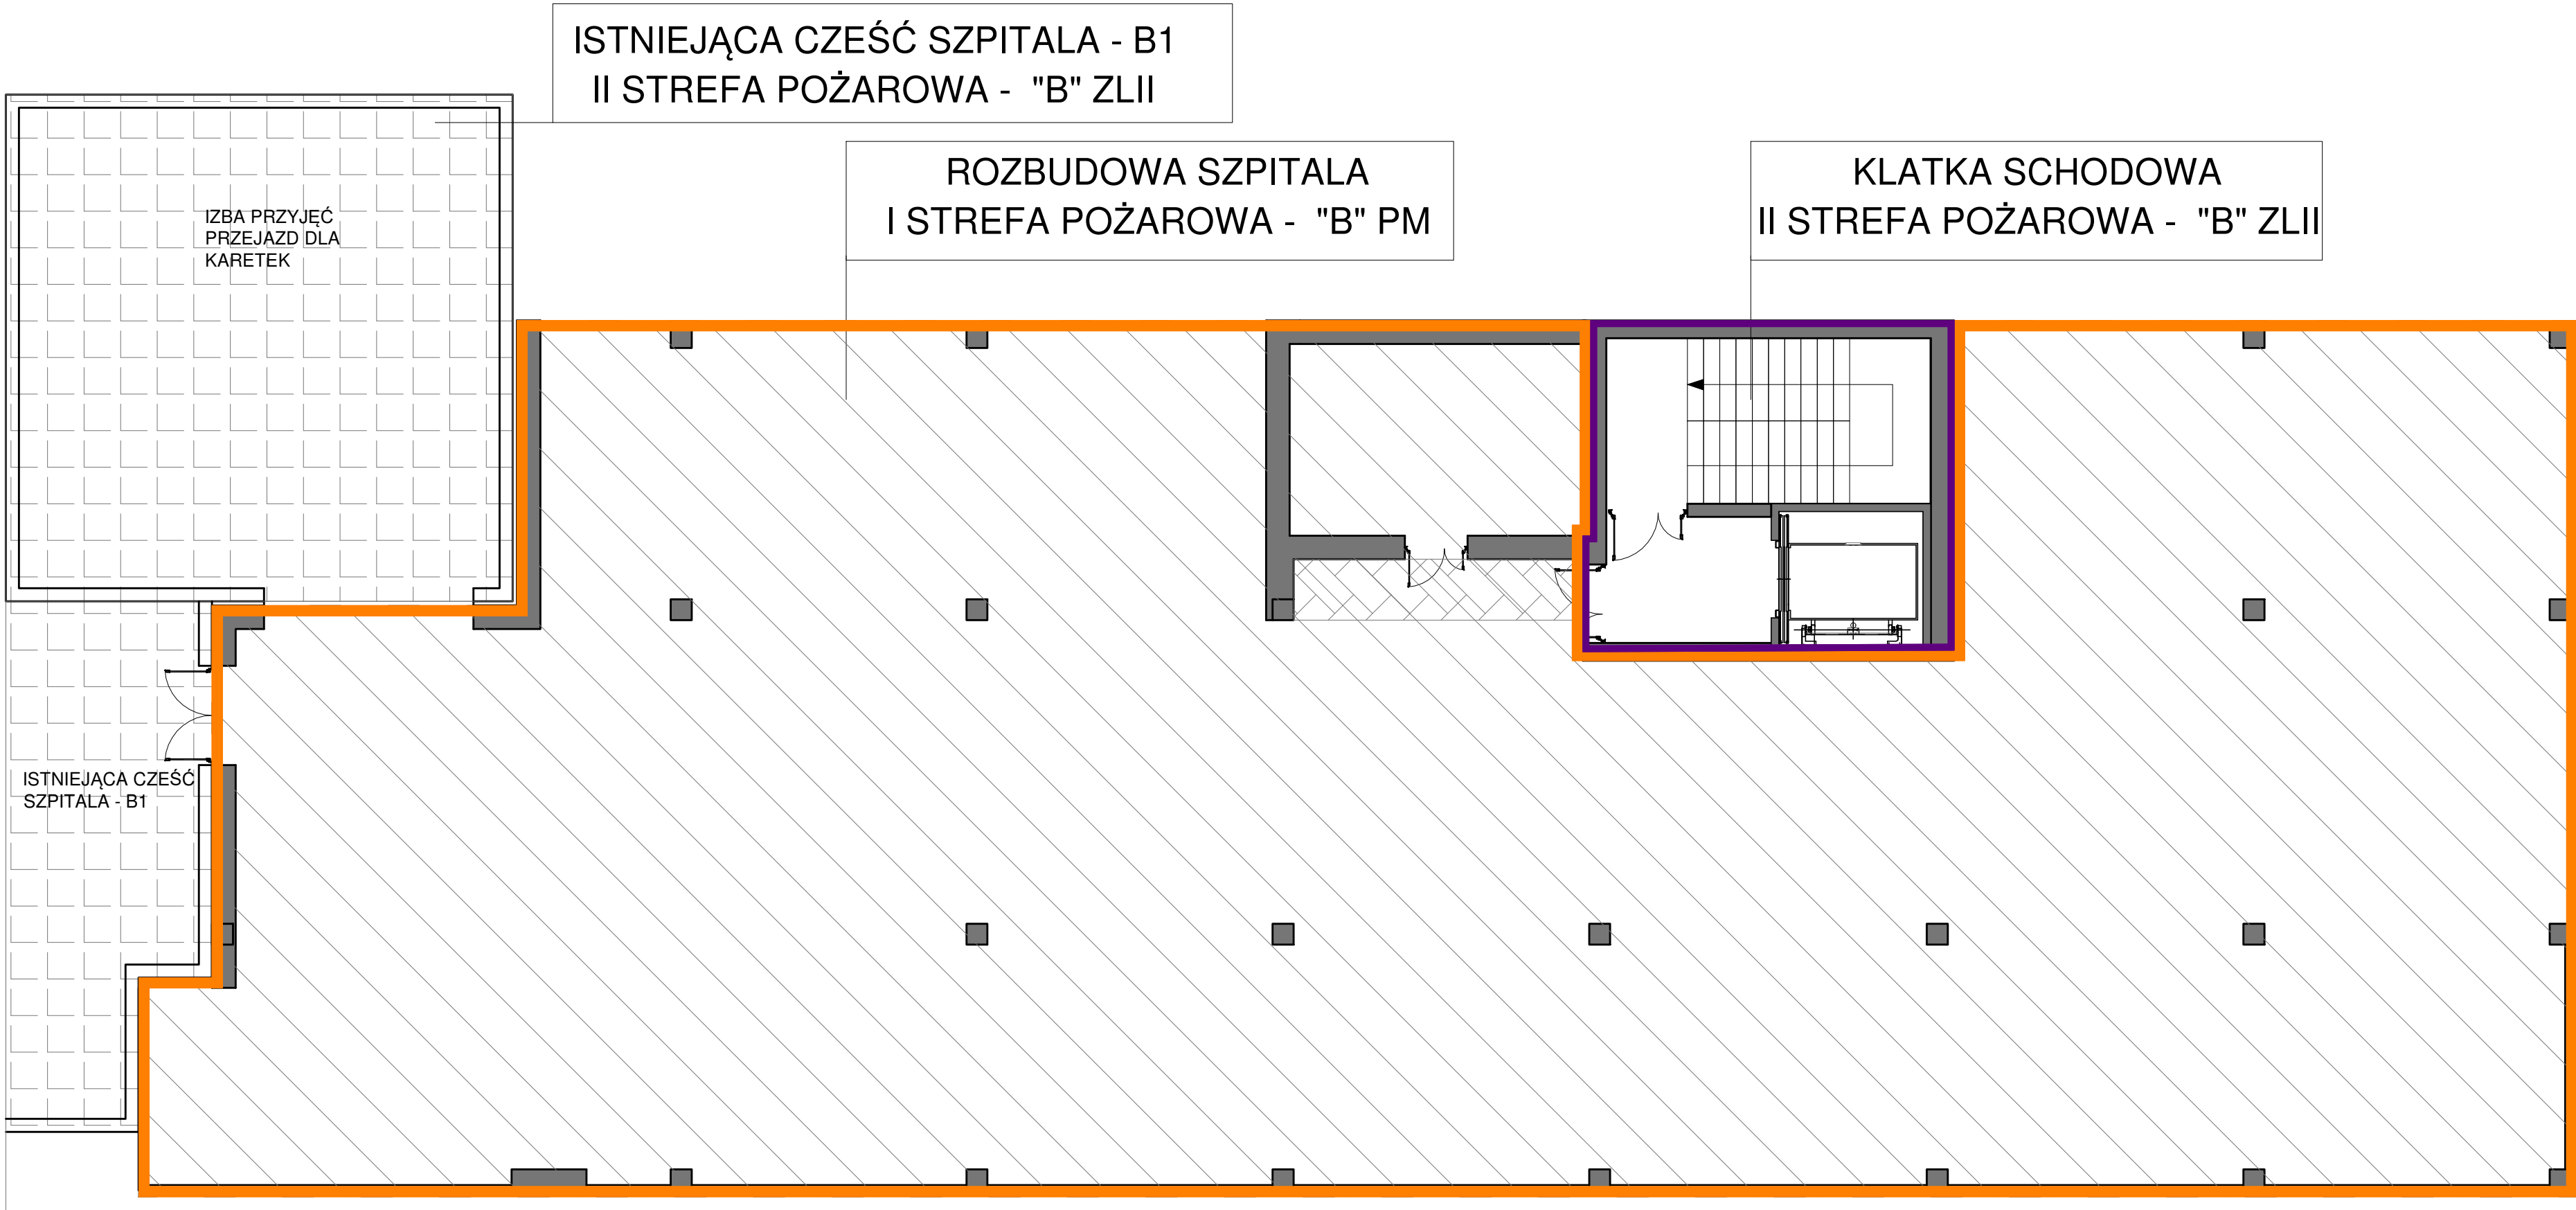 ISTNIEJĄCA CZEŚĆ SZPITALA - B1
II STREFA POŻAROWA - "B" ZLII
ROZBUDOWA SZPITALA
I STREFA POŻAROWA - "B" PM
KLATKA SCHODOWA
II STREFA POŻAROWA - "B" ZLII
IZBA PRZYJĘĆ
PRZEJAZD DLA
KARETEK
ISTNIEJĄCA CZEŚĆ
SZPITALA - B1